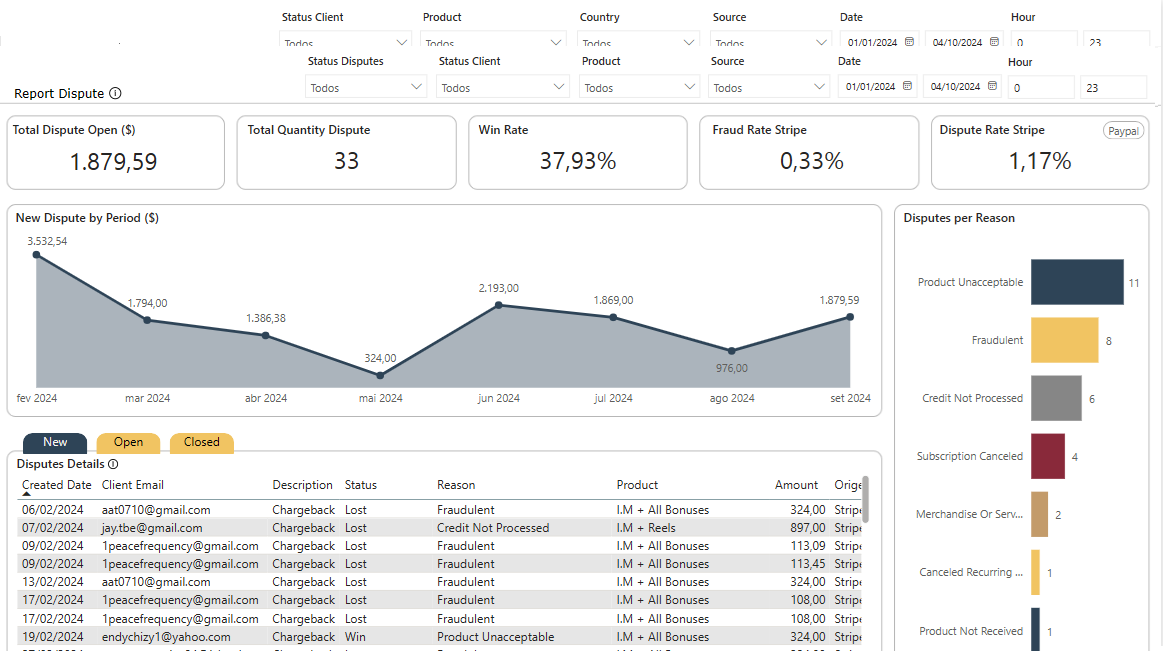 Status Client Product Country Source Date Hour
Todos Todos Todos Todos 01/01/2024 04/10/2024 0 23
Status Disputes Status Client Product Source Date Hour
Report Dispute Todos Todos Todos Todos 01/01/2024 04/10/2024 0 23
Total Dispute Open ($)
1.879,59
Total Quantity Dispute
33
Win Rate
37,93%
Fraud Rate Stripe
0,33%
Dispute Rate Stripe Paypal
1,17%
New Dispute by Period ($)
3.532,54
1.794,00
1.386,38
324,00
2.193,00
1.869,00
976,00
1.879,59
fev 2024 mar 2024 abr 2024 mai 2024 jun 2024 jul 2024 ago 2024 set 2024
Disputes per Reason
Product Unacceptable 11
Fraudulent 8
Credit Not Processed 6
Subscription Canceled 4
Merchandise Or Serv... 2
Canceled Recurring ... 1
Product Not Received 1
New Open Closed
Disputes Details
Created Date Client Email Description Status Reason Product Amount Orige
06/02/2024 aat0710@gmail.com Chargeback Lost Fraudulent I.M + All Bonuses 324,00 Stripe
07/02/2024 jay.tbe@gmail.com Chargeback Lost Credit Not Processed I.M + Reels 897,00 Stripe
09/02/2024 1peacefrequency@gmail.com Chargeback Lost Fraudulent I.M + All Bonuses 113,09 Stripe
09/02/2024 1peacefrequency@gmail.com Chargeback Lost Fraudulent I.M + All Bonuses 113,45 Stripe
13/02/2024 aat0710@gmail.com Chargeback Lost Fraudulent I.M + All Bonuses 324,00 Stripe
17/02/2024 1peacefrequency@gmail.com Chargeback Lost Fraudulent I.M + All Bonuses 108,00 Stripe
17/02/2024 1peacefrequency@gmail.com Chargeback Lost Fraudulent I.M + All Bonuses 108,00 Stripe
19/02/2024 endychizy1@yahoo.com Chargeback Win Product Unacceptable I.M + All Bonuses 324,00 Stripe